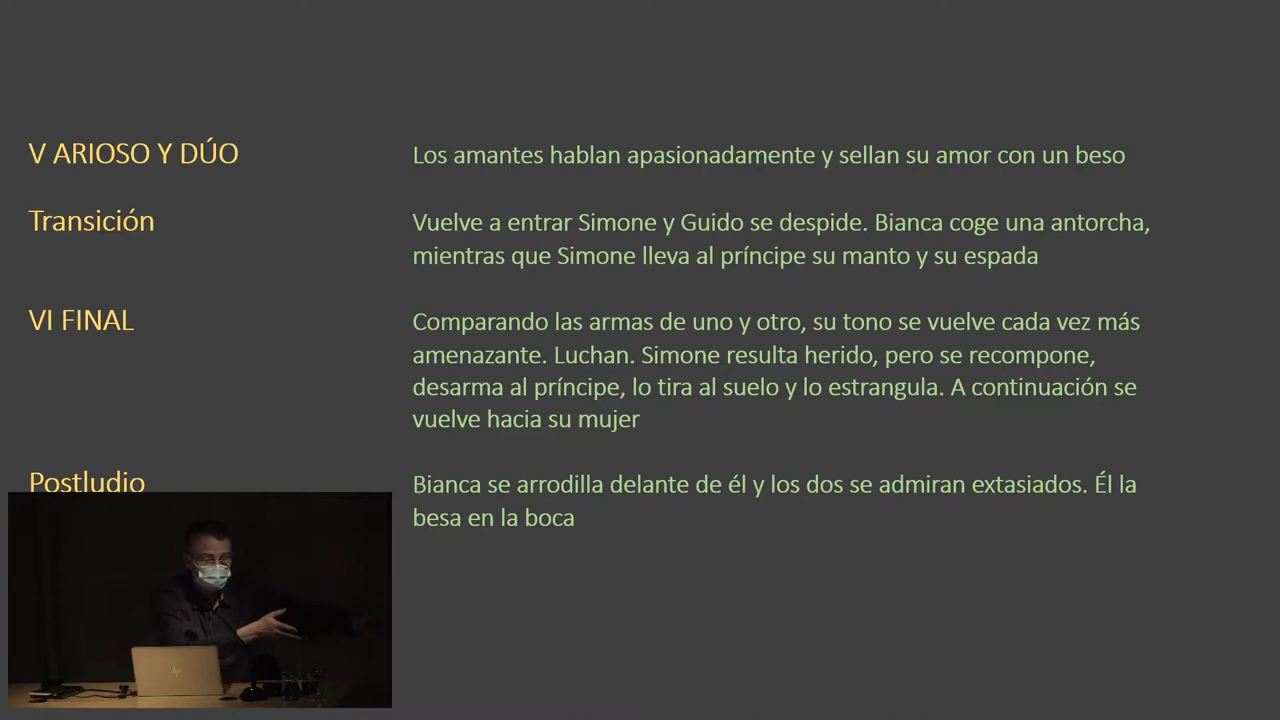 V ARIOSO Y DÚO
Los amantes hablan apasionadamente y sellan su amor con un beso
Transición
Vuelve a entrar Simone y Guido se despide. Bianca coge una antorcha,
mientras que Simone lleva al príncipe su manto y su espada
VI FINAL
Comparando las armas de uno y otro, su tono se vuelve cada vez más
amenazante. Luchan. Simone resulta herido, pero se recompone,
desarma al príncipe, lo tira al suelo y lo estrangula. A continuación se
vuelve hacia su mujer
Postludio
Bianca se arrodilla delante de él y los dos se admiran extasiados. Él la
besa en la boca
hp